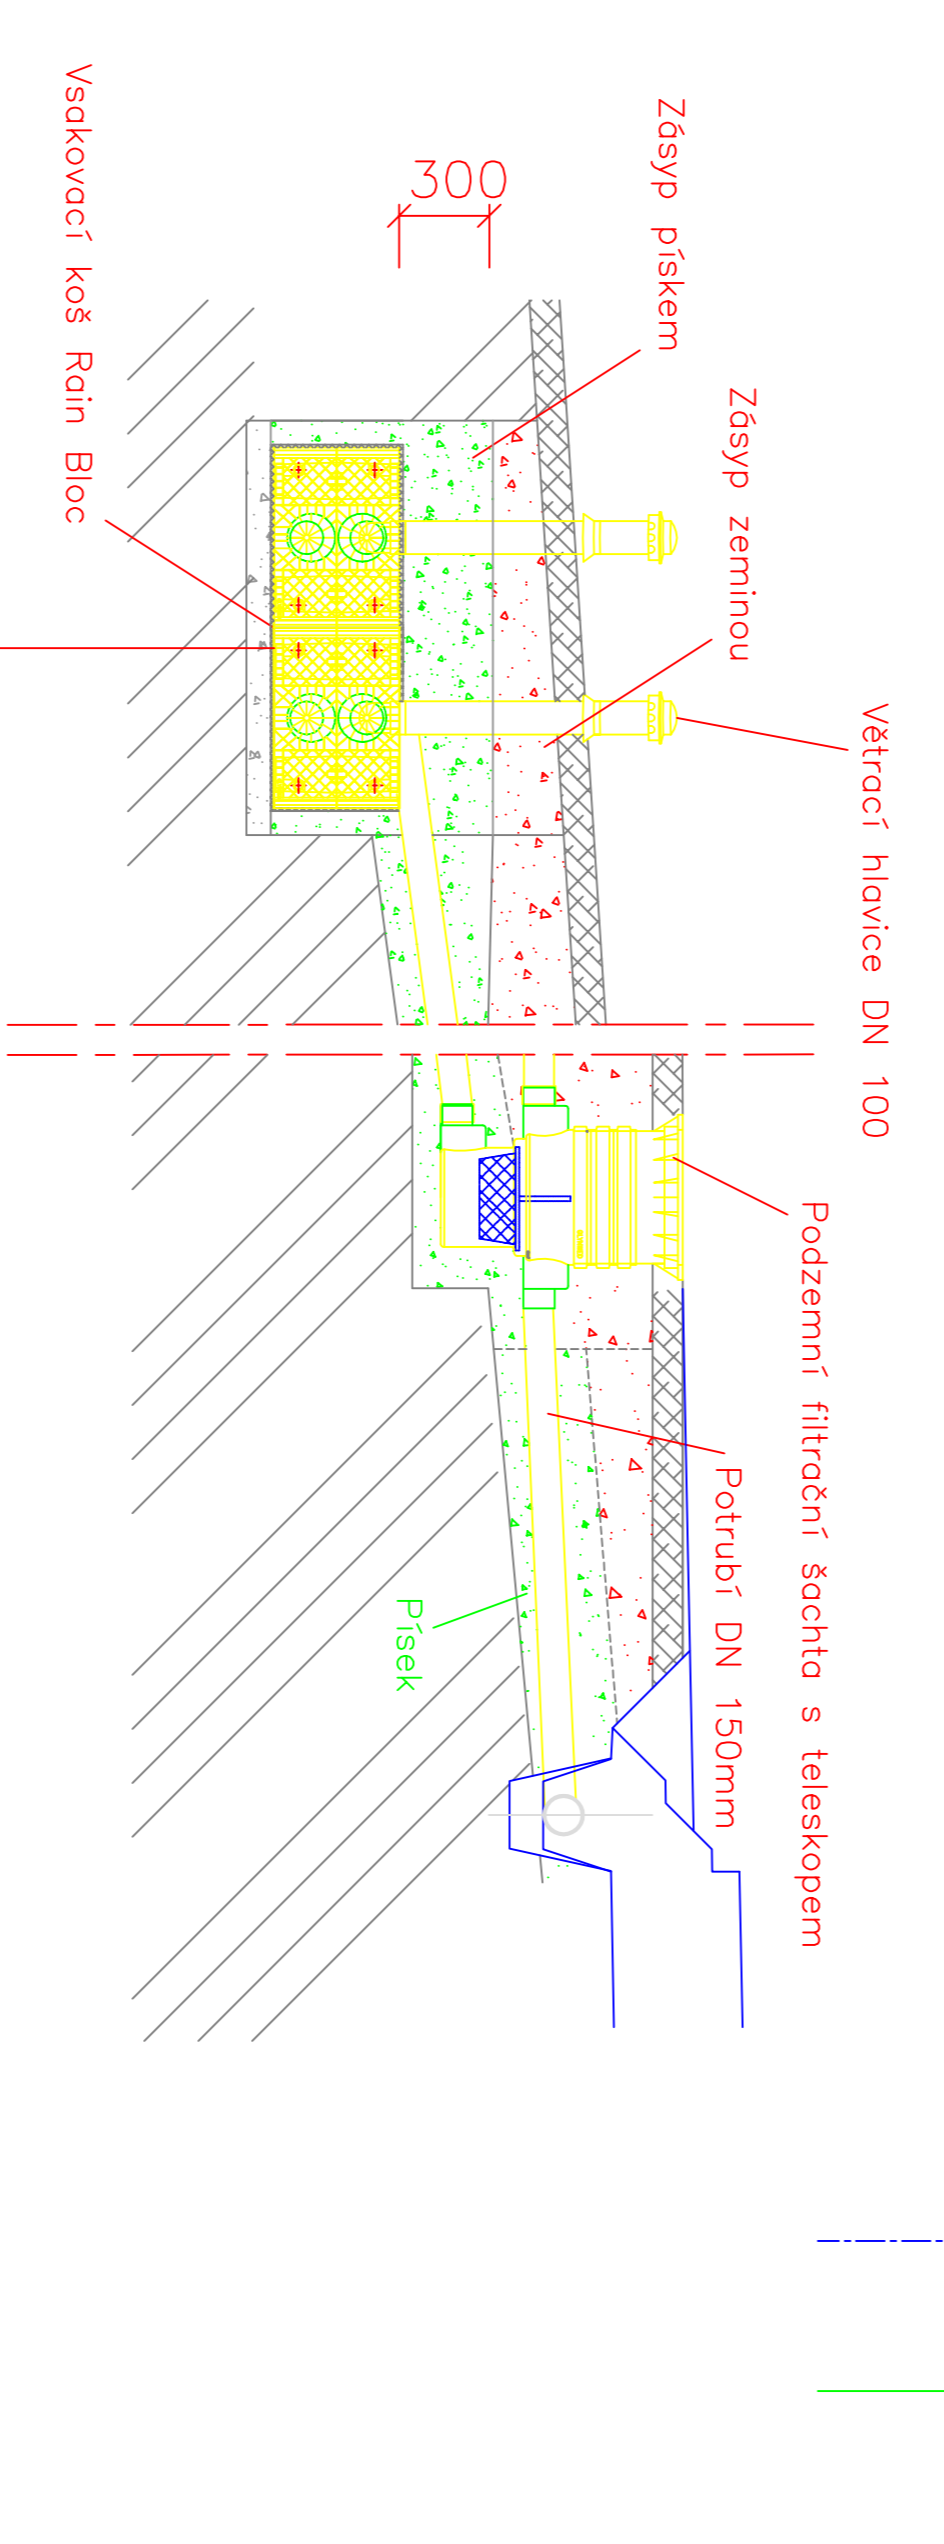 Větrací hlavice DN 100
Podzemní filtrační šachta s teleskopem
Zásyp zeminou
Potrubí DN 150mm
Zásyp pískem
300
Písek
Vsakovací koš Rain Bloc